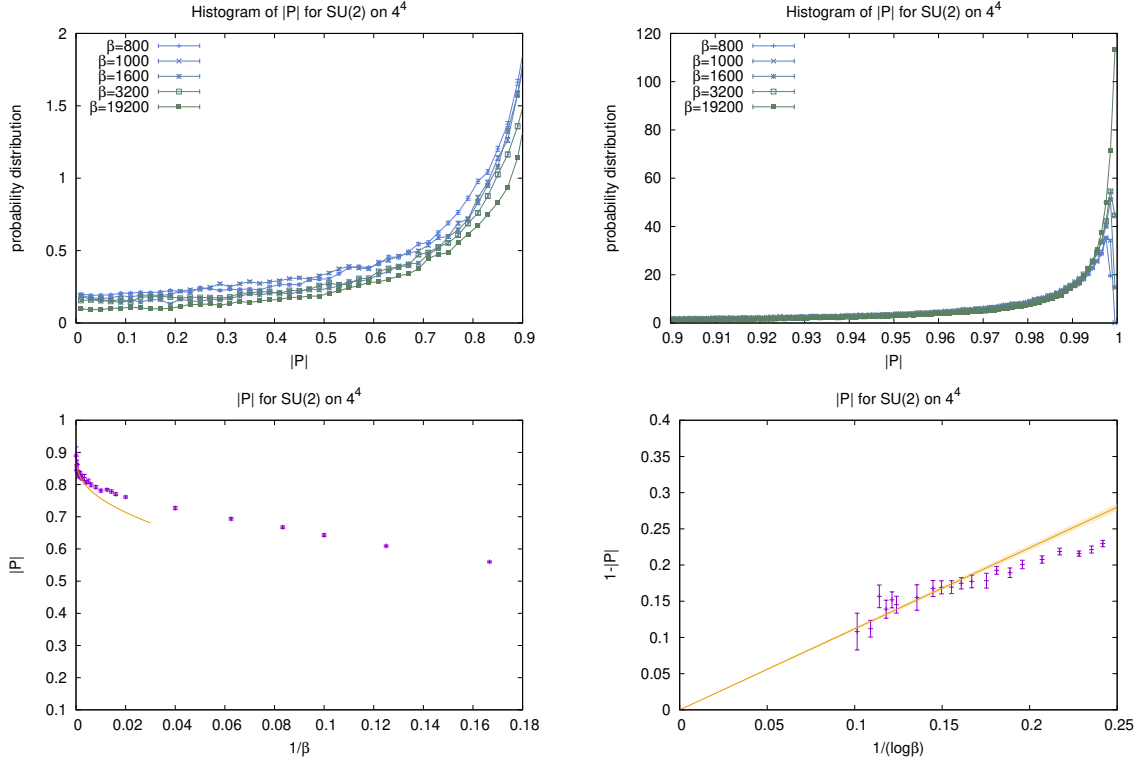 Histogram of |P| for SU(2) on 4⁴
probability distribution
2
1.5
1
0.5
0
β=800
β=1000
β=1600
β=3200
β=19200
0 0.1 0.2 0.3 0.4 0.5 0.6 0.7 0.8 0.9
|P|
Histogram of |P| for SU(2) on 4⁴
probability distribution
120
100
80
60
40
20
0
β=800
β=1000
β=1600
β=3200
β=19200
0.9 0.91 0.92 0.93 0.94 0.95 0.96 0.97 0.98 0.99 1
|P|
|P| for SU(2) on 4⁴
|P|
1
0.9
0.8
0.7
0.6
0.5
0.4
0.3
0.2
0.1
0 0.02 0.04 0.06 0.08 0.1 0.12 0.14 0.16 0.18
1/β
|P| for SU(2) on 4⁴
1-|P|
0.4
0.35
0.3
0.25
0.2
0.15
0.1
0.05
0
0 0.05 0.1 0.15 0.2 0.25
1/(logβ)